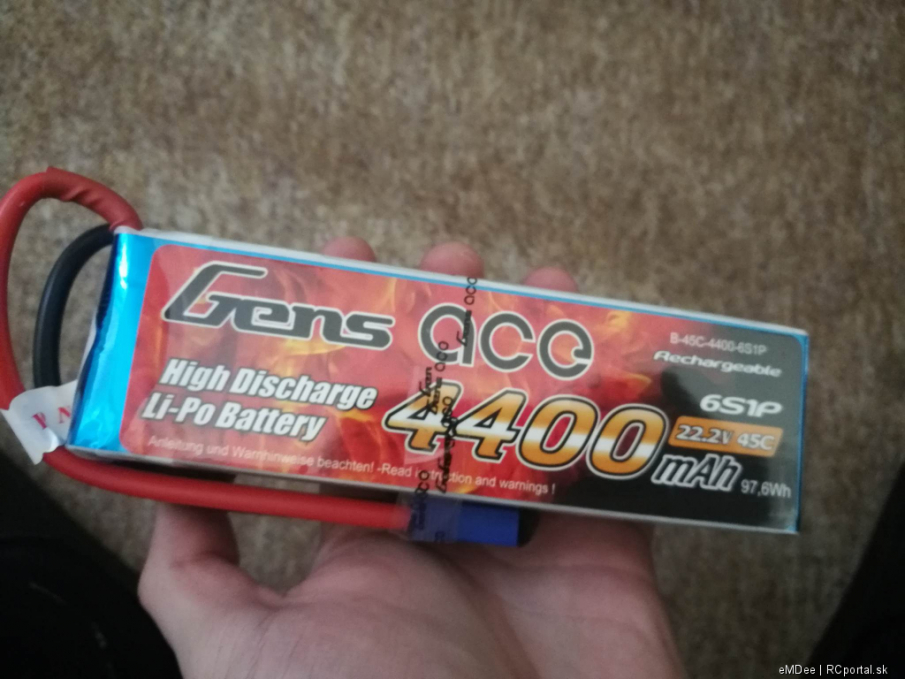 Gens ace
B-45C-4400-6S1P
Rechargeable
High Discharge
Li-Po Battery
4400
mAh
6S1P
22.2V 45C
97,6Wh
Anleitung und Warnhinweise beachten! -Read instruction and warnings !
eMDee | RCportal.sk